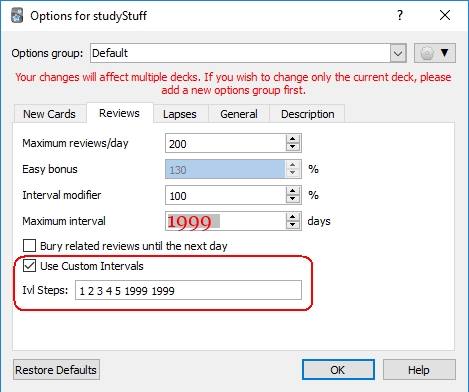 Options for studyStuff
Options group: Default
Your changes will affect multiple decks. If you wish to change only the current deck, please
add a new options group first.
New Cards Reviews Lapses General Description
Maximum reviews/day 200
Easy bonus 130 %
Interval modifier 100 %
Maximum interval 1999 days
Bury related reviews until the next day
Use Custom Intervals
Ivl Steps: 1 2 3 4 5 1999 1999
Restore Defaults OK Help